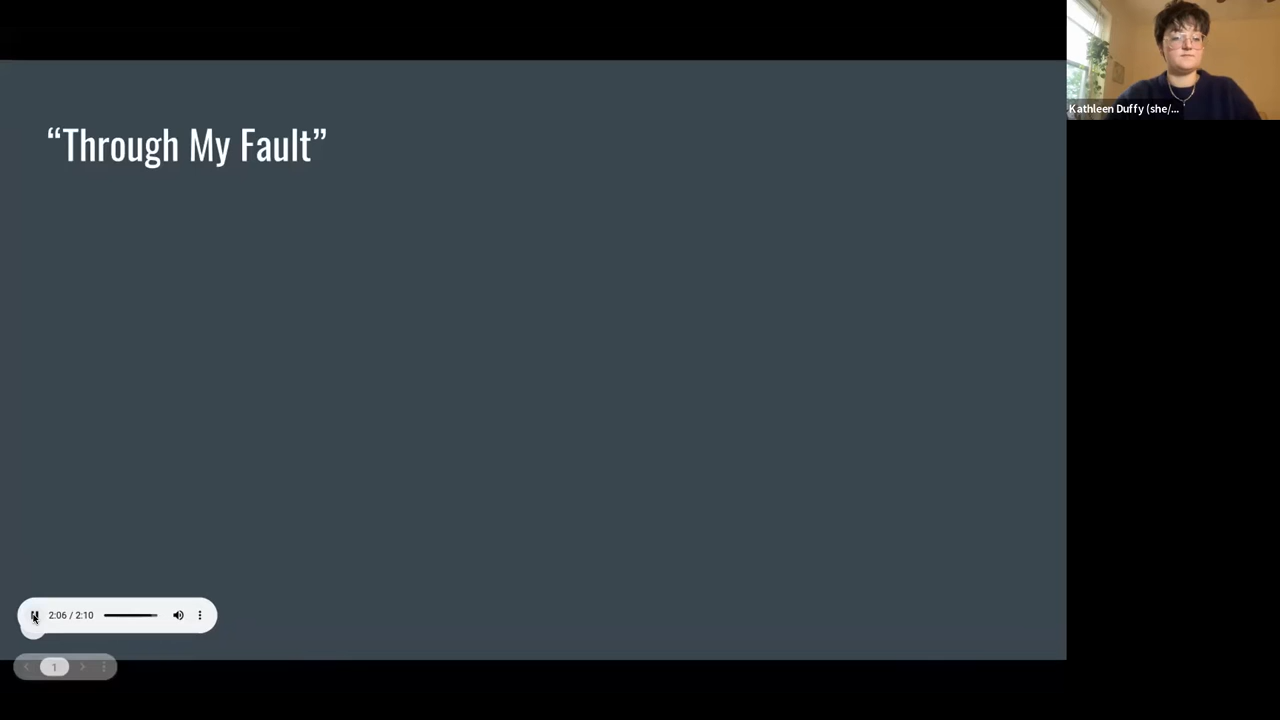 Kathleen Duffy (she/...
“Through My Fault”
2:06 / 2:10
1